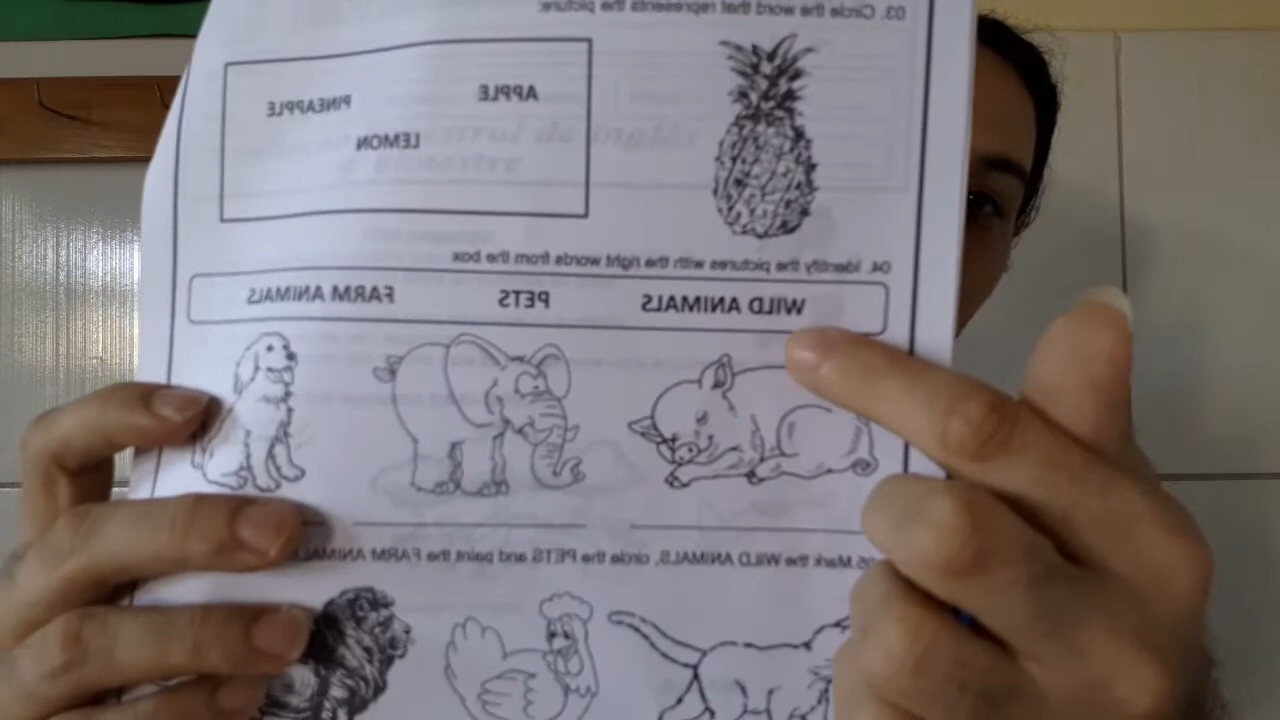 03. Circle the word that represents the picture:
APPLE
PINEAPPLE
LEMON
04. Identify the pictures with the right words from the box
WILD ANIMALS PETS FARM ANIMALS
Mark the WILD ANIMALS, circle the PETS and paint the FARM ANIMALS